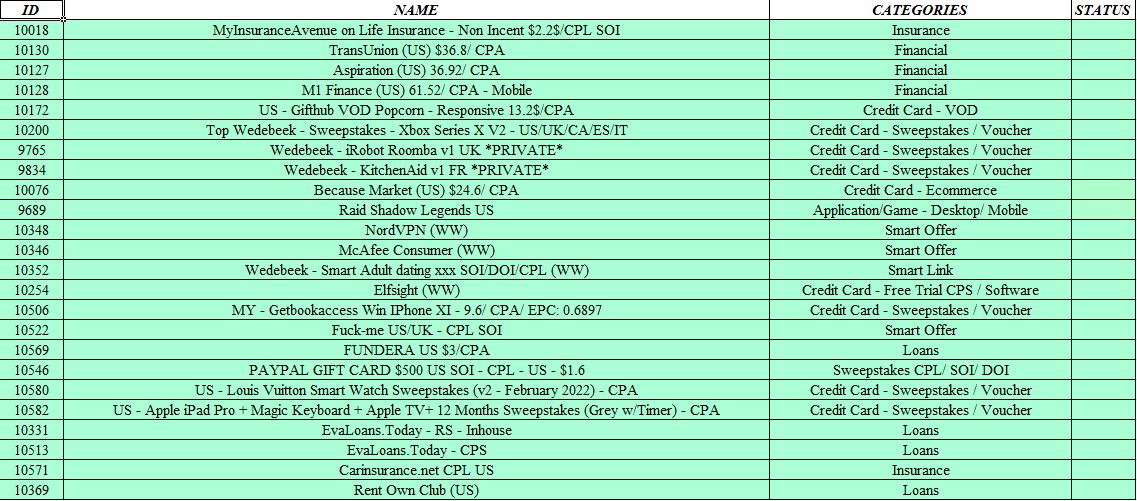 ID NAME CATEGORIES STATUS
10018 MyInsuranceAvenue on Life Insurance - Non Incent $2.2$/CPL SOI Insurance
10130 TransUnion (US) $36.8/ CPA Financial
10127 Aspiration (US) 36.92/ CPA Financial
10128 M1 Finance (US) 61.52/ CPA - Mobile Financial
10172 US - Gifthub VOD Popcorn - Responsive 13.2$/CPA Credit Card - VOD
10200 Top Wedebeek - Sweepstakes - Xbox Series X V2 - US/UK/CA/ES/IT Credit Card - Sweepstakes / Voucher
9765 Wedebeek - iRobot Roomba v1 UK *PRIVATE* Credit Card - Sweepstakes / Voucher
9834 Wedebeek - KitchenAid v1 FR *PRIVATE* Credit Card - Sweepstakes / Voucher
10076 Because Market (US) $24.6/ CPA Credit Card - Ecommerce
9689 Raid Shadow Legends US Application/Game - Desktop/ Mobile
10348 NordVPN (WW) Smart Offer
10346 McAfee Consumer (WW) Smart Offer
10352 Wedebeek - Smart Adult dating xxx SOI/DOI/CPL (WW) Smart Link
10254 Elfsight (WW) Credit Card - Free Trial CPS / Software
10506 MY - Getbookaccess Win IPhone XI - 9.6/ CPA/ EPC: 0.6897 Credit Card - Sweepstakes / Voucher
10522 Fuck-me US/UK - CPL SOI Smart Offer
10569 FUNDERA US $3/CPA Loans
10546 PAYPAL GIFT CARD $500 US SOI - CPL - US - $1.6 Sweepstakes CPL/ SOI/ DOI
10580 US - Louis Vuitton Smart Watch Sweepstakes (v2 - February 2022) - CPA Credit Card - Sweepstakes / Voucher
10582 US - Apple iPad Pro + Magic Keyboard + Apple TV+ 12 Months Sweepstakes (Grey w/Timer) - CPA Credit Card - Sweepstakes / Voucher
10331 EvaLoans.Today - RS - Inhouse Loans
10513 EvaLoans.Today - CPS Loans
10571 Carinsurance.net CPL US Insurance
10369 Rent Own Club (US) Loans